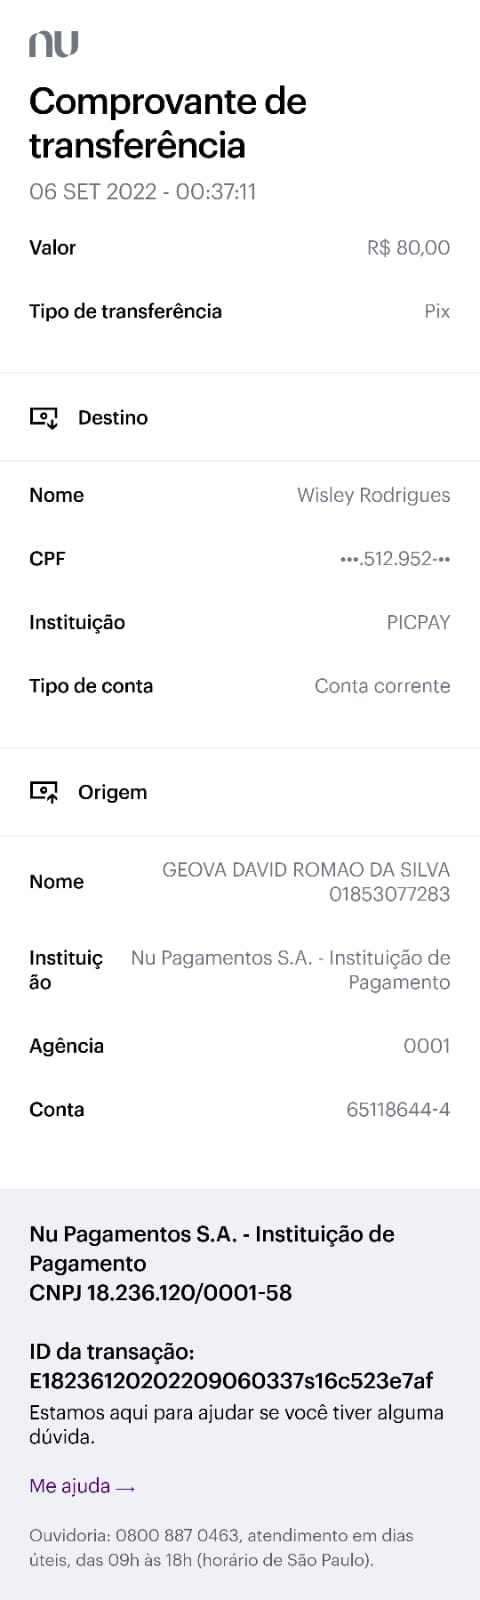 nu
Comprovante de
transferência
06 SET 2022 - 00:37:11
Valor R$ 80,00
Tipo de transferência Pix
Destino
Nome Wisley Rodrigues
CPF •••.512.952-••
Instituição PICPAY
Tipo de conta Conta corrente
Origem
Nome GEOVA DAVID ROMAO DA SILVA
01853077283
Instituiç Nu Pagamentos S.A. - Instituição de
ão Pagamento
Agência 0001
Conta 65118644-4
Nu Pagamentos S.A. - Instituição de
Pagamento
CNPJ 18.236.120/0001-58
ID da transação:
E18236120202209060337s16c523e7af
Estamos aqui para ajudar se você tiver alguma
dúvida.
Me ajuda →
Ouvidoria: 0800 887 0463, atendimento em dias
úteis, das 09h às 18h (horário de São Paulo).